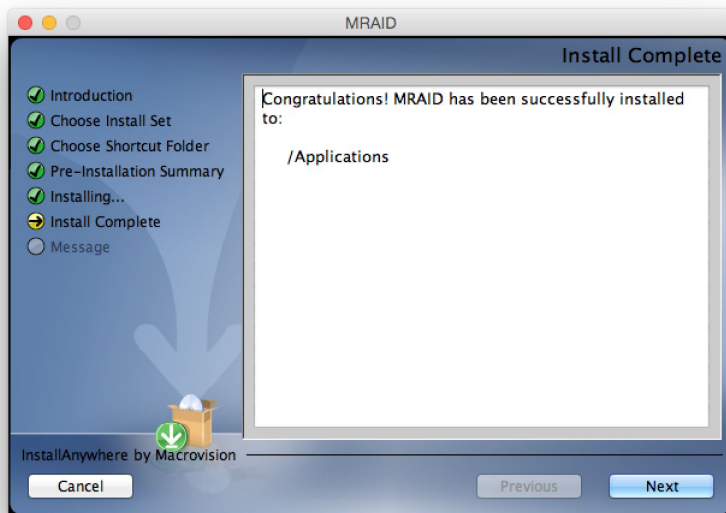 MRAID
Install Complete
Introduction
Choose Install Set
Choose Shortcut Folder
Pre-Installation Summary
Installing...
Install Complete
Message
Congratulations! MRAID has been successfully installed
to:
/Applications
InstallAnywhere by Macrovision
Cancel
Previous
Next